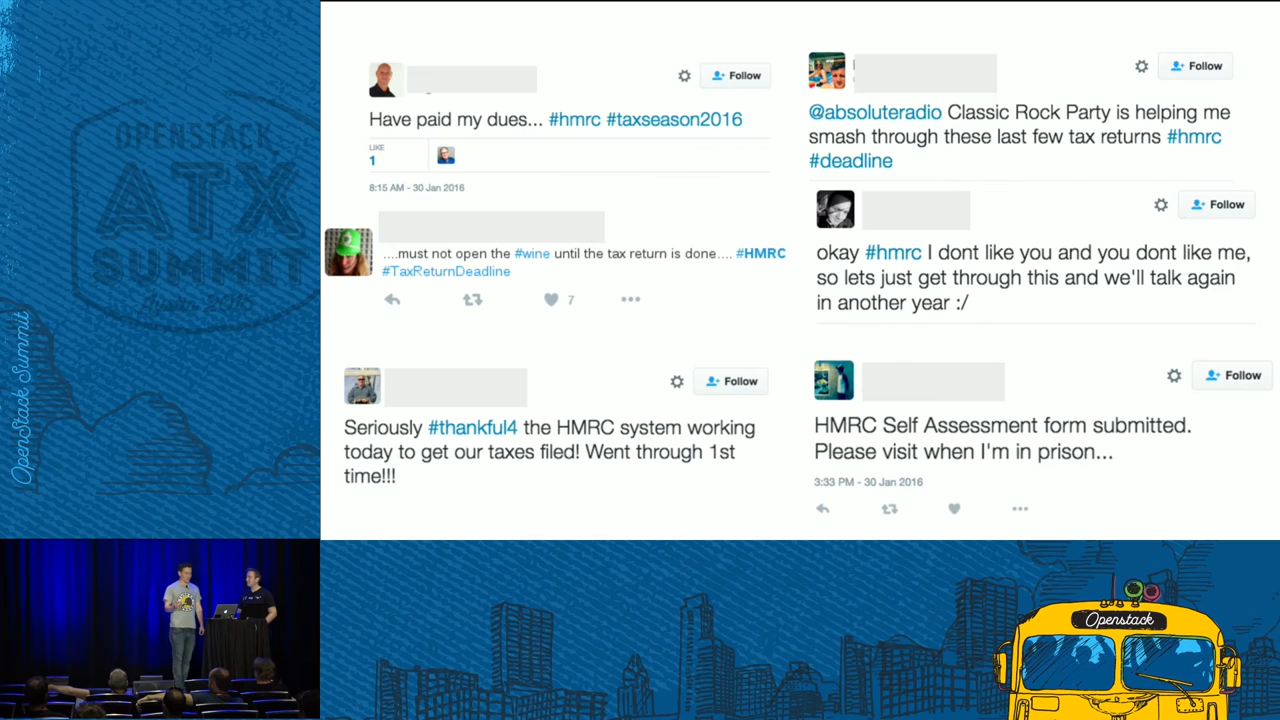 OPENSTACK
ATX
SUMMIT
OpenStack Summit
Follow
Have paid my dues... #hmrc #taxseason2016
LIKE
1
8:15 AM - 30 Jan 2016
....must not open the #wine until the tax return is done.... #HMRC
#TaxReturnDeadline
7
Follow
Seriously #thankful4 the HMRC system working
today to get our taxes filed! Went through 1st
time!!!
Follow
@absoluteradio Classic Rock Party is helping me
smash through these last few tax returns #hmrc
#deadline
Follow
okay #hmrc I dont like you and you dont like me,
so lets just get through this and we'll talk again
in another year :/
Follow
HMRC Self Assessment form submitted.
Please visit when I'm in prison...
3:33 PM - 30 Jan 2016
Openstack